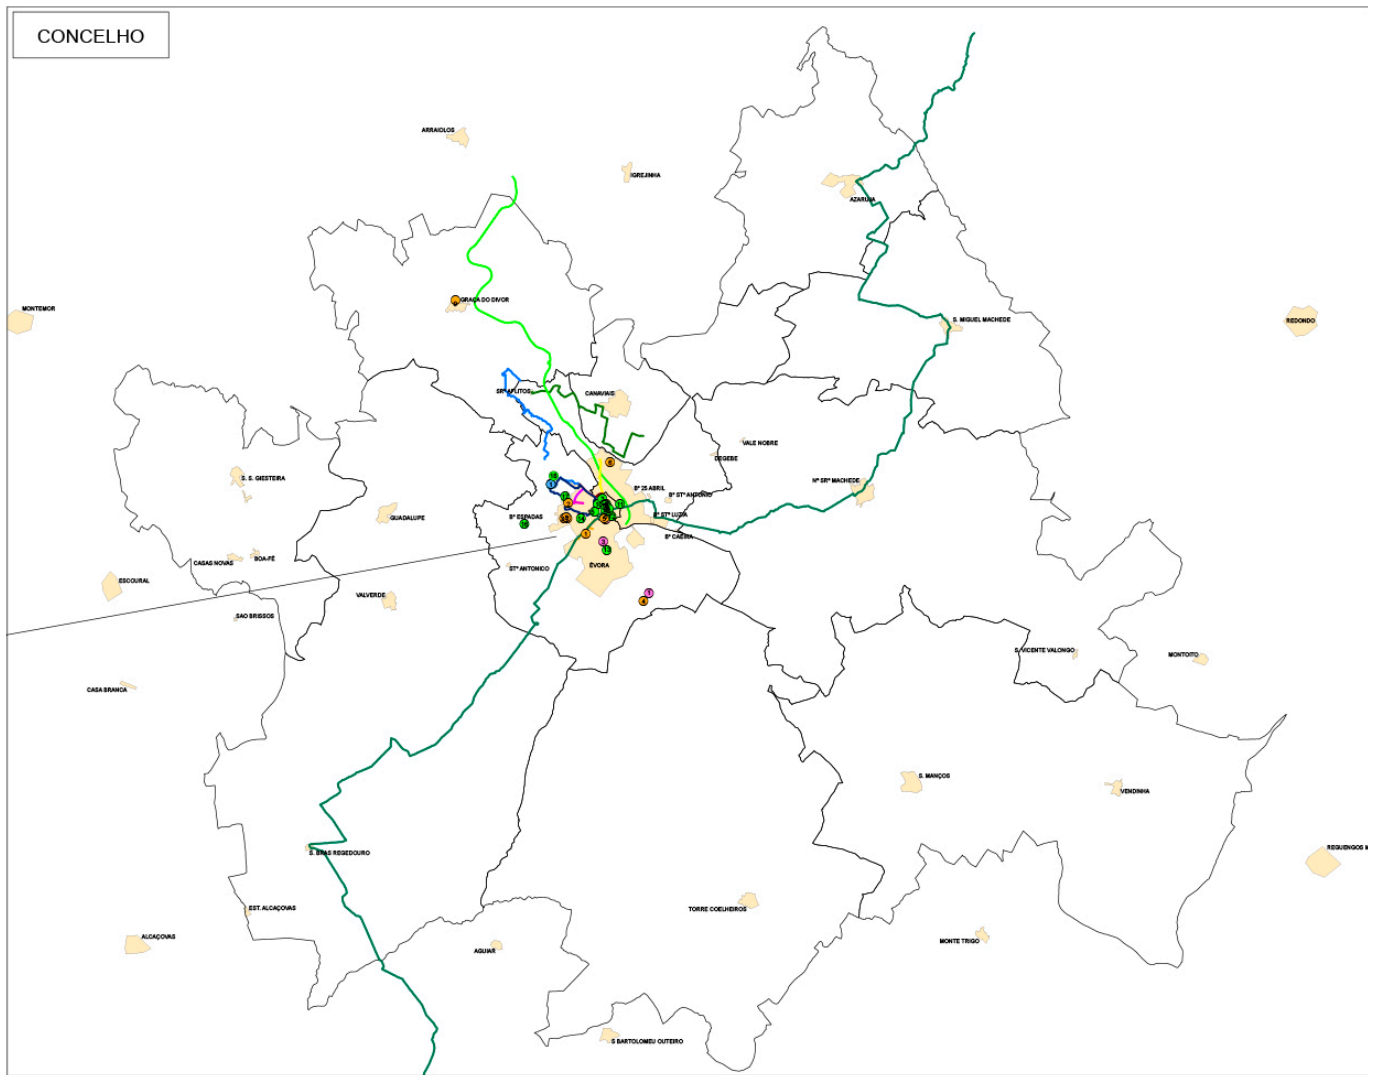 CONCELHO
ARRAIOLOS
IGREJINHA
AZARUJA
GRAÇA DO DIVOR
MONTEMOR
S. MIGUEL MACHEDE
REDONDO
CANAVIAIS
VALE NOBRE
DEGEBE
S. S. GIESTEIRA
Nª SRª MACHEDE
Bº 25 ABRIL
Bº STº ANTONIO
GUADALUPE
Bº ESPADAS
Bº STª LUZIA
Bº CAEIRA
CASAS NOVAS
BOA-FÉ
ÉVORA
STº ANTONICO
ESCOURAL
VALVERDE
SAO BRISSOS
S. VICENTE VALONGO
MONTOITO
CASA BRANCA
S. MANÇOS
VENDINHA
S. BRAS REGEDOURO
REGUENGOS M
EST. ALCAÇOVAS
TORRE COELHEIROS
ALCAÇOVAS
AGUIAR
MONTE TRIGO
S BARTOLOMEU OUTEIRO